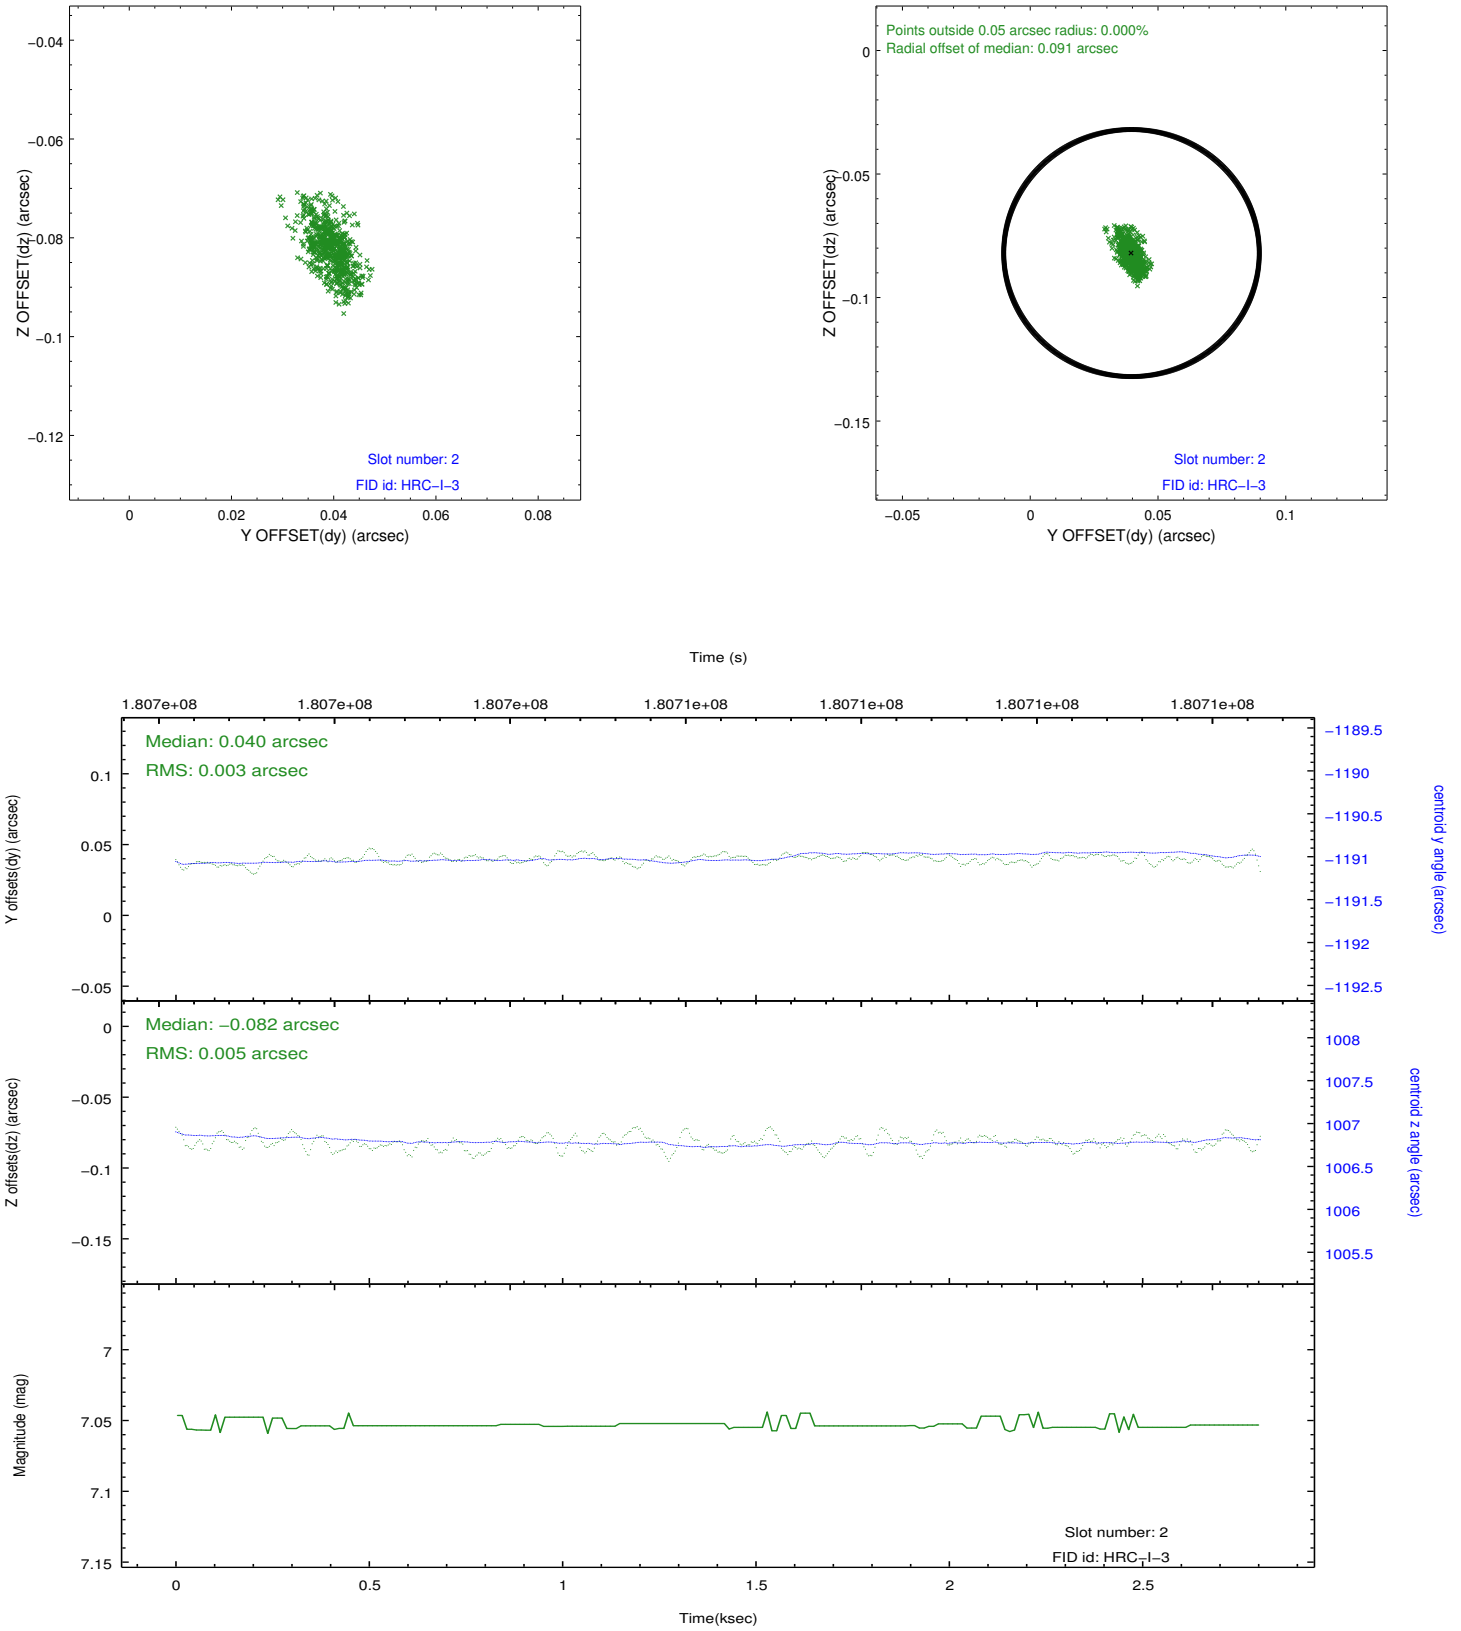 −0.04
−0.06
−0.08
−0.1
−0.12
Z OFFSET(dz) (arcsec)
Slot number: 2
FID id: HRC−I−3
0 0.02 0.04 0.06 0.08
Y OFFSET(dy) (arcsec)
Points outside 0.05 arcsec radius: 0.000%
Radial offset of median: 0.091 arcsec
0
−0.05
−0.1
−0.15
Z OFFSET(dz) (arcsec)
Slot number: 2
FID id: HRC−I−3
−0.05 0 0.05 0.1
Y OFFSET(dy) (arcsec)
Time (s)
1.807e+08 1.807e+08 1.807e+08 1.8071e+08 1.8071e+08 1.8071e+08 1.8071e+08
Median: 0.040 arcsec
RMS: 0.003 arcsec
0.1
0.05
0
−0.05
Y offsets(dy) (arcsec)
−1189.5
−1190
−1190.5
−1191
−1191.5
−1192
−1192.5
centroid y angle (arcsec)
Median: −0.082 arcsec
RMS: 0.005 arcsec
0
−0.05
−0.1
−0.15
Z offsets(dz) (arcsec)
1008
1007.5
1007
1006.5
1006
1005.5
centroid z angle (arcsec)
7
7.05
7.1
7.15
Magnitude (mag)
Slot number: 2
FID id: HRC−I−3
0 0.5 1 1.5 2 2.5
Time(ksec)